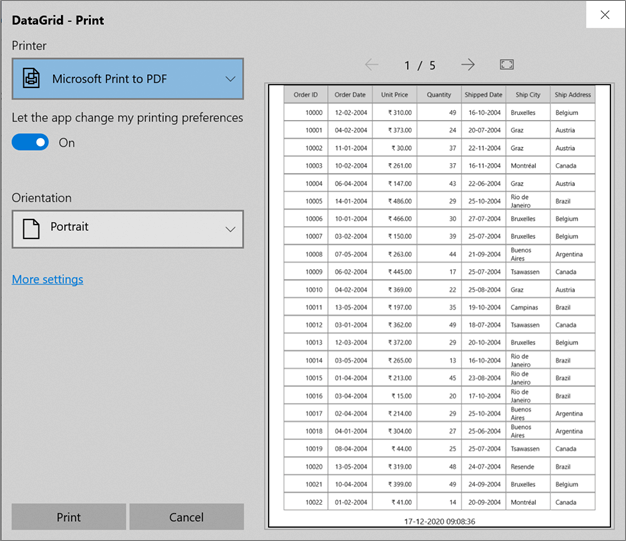 DataGrid - Print
Printer
Microsoft Print to PDF
Let the app change my printing preferences
On
Orientation
Portrait
More settings
Print Cancel
1 / 5
Order ID Order Date Unit Price Quantity Shipped Date Ship City Ship Address
10000 12-02-2004 ₹ 310.00 49 16-10-2004 Bruxelles Belgium
10001 04-02-2004 ₹ 373.00 24 20-07-2004 Graz Austria
10002 11-01-2004 ₹ 30.00 37 22-11-2004 Graz Austria
10003 10-02-2004 ₹ 261.00 37 16-11-2004 Montréal Canada
10004 06-04-2004 ₹ 147.00 43 22-06-2004 Graz Austria
10005 14-01-2004 ₹ 486.00 29 25-10-2004 Rio de Janeiro Brazil
10006 10-01-2004 ₹ 466.00 30 27-07-2004 Bruxelles Belgium
10007 03-02-2004 ₹ 150.00 39 25-07-2004 Bruxelles Belgium
10008 07-05-2004 ₹ 263.00 44 21-09-2004 Buenos Aires Argentina
10009 06-02-2004 ₹ 445.00 17 25-07-2004 Tsawassen Canada
10010 04-02-2004 ₹ 369.00 22 25-08-2004 Graz Austria
10011 13-05-2004 ₹ 197.00 35 19-10-2004 Campinas Brazil
10012 03-01-2004 ₹ 362.00 49 18-07-2004 Tsawassen Canada
10013 12-03-2004 ₹ 372.00 29 20-10-2004 Bruxelles Belgium
10014 03-05-2004 ₹ 265.00 13 16-10-2004 Rio de Janeiro Brazil
10015 01-04-2004 ₹ 213.00 45 23-08-2004 Rio de Janeiro Brazil
10016 03-04-2004 ₹ 15.00 20 17-10-2004 Rio de Janeiro Brazil
10017 02-04-2004 ₹ 214.00 29 25-10-2004 Buenos Aires Argentina
10018 04-01-2004 ₹ 304.00 27 25-06-2004 Buenos Aires Argentina
10019 08-04-2004 ₹ 44.00 25 25-07-2004 Tsawassen Canada
10020 13-05-2004 ₹ 319.00 48 24-07-2004 Resende Brazil
10021 10-04-2004 ₹ 399.00 49 24-09-2004 Bruxelles Belgium
10022 01-02-2004 ₹ 41.00 14 20-09-2004 Montréal Canada
17-12-2020 09:08:36